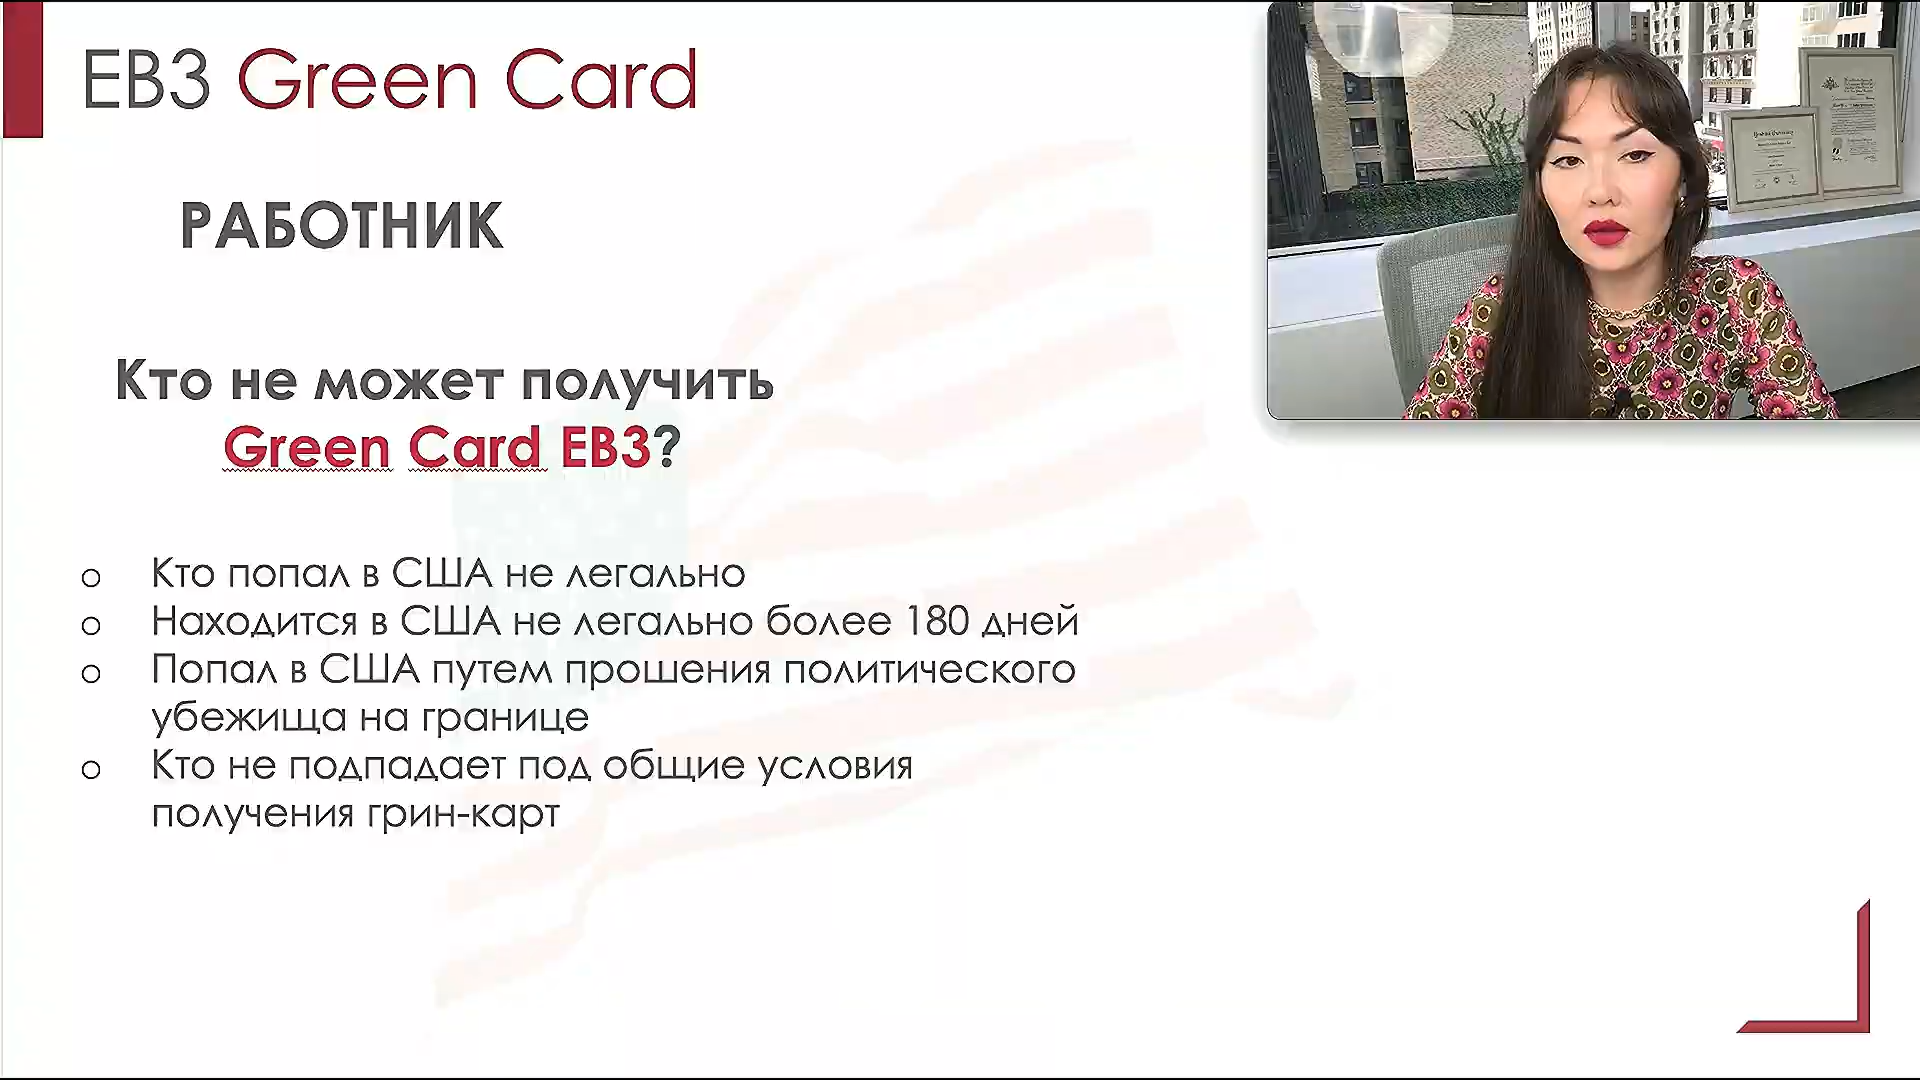 EB3 Green Card
РАБОТНИК
Кто не может получить
Green Card EB3?
o Кто попал в США не легально
o Находится в США не легально более 180 дней
o Попал в США путем прошения политического
убежища на границе
o Кто не подпадает под общие условия
получения грин-карт